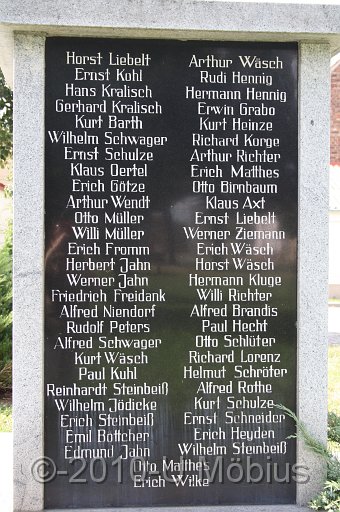 Horst Liebelt
Ernst Kohl
Hans Kralisch
Gerhard Kralisch
Kurt Barth
Wilhelm Schwager
Ernst Schulze
Klaus Oertel
Erich Götze
Arthur Wendt
Otto Müller
Willi Müller
Erich Fromm
Herbert Jahn
Werner Jahn
Friedrich Freidank
Alfred Niendorf
Rudolf Peters
Alfred Schwager
Kurt Wäsch
Paul Kuhl
Reinhardt Steinbeiß
Wilhelm Jödicke
Erich Steinbeiß
Emil Böttcher
Edmund Jahn
Arthur Wäsch
Rudi Hennig
Hermann Hennig
Erwin Grabo
Kurt Heinze
Richard Korge
Arthur Richter
Erich Matthes
Otto Birnbaum
Klaus Axt
Ernst Liebelt
Werner Ziemann
Erich Wäsch
Horst Wäsch
Hermann Kluge
Willi Richter
Alfred Brandis
Paul Hecht
Otto Schlüter
Richard Lorenz
Helmut Schröter
Alfred Rothe
Kurt Schulze
Ernst Schneider
Erich Heyden
Wilhelm Steinbeiß
Otto Matthes
Erich Wilke
©-2010-U.Möbius